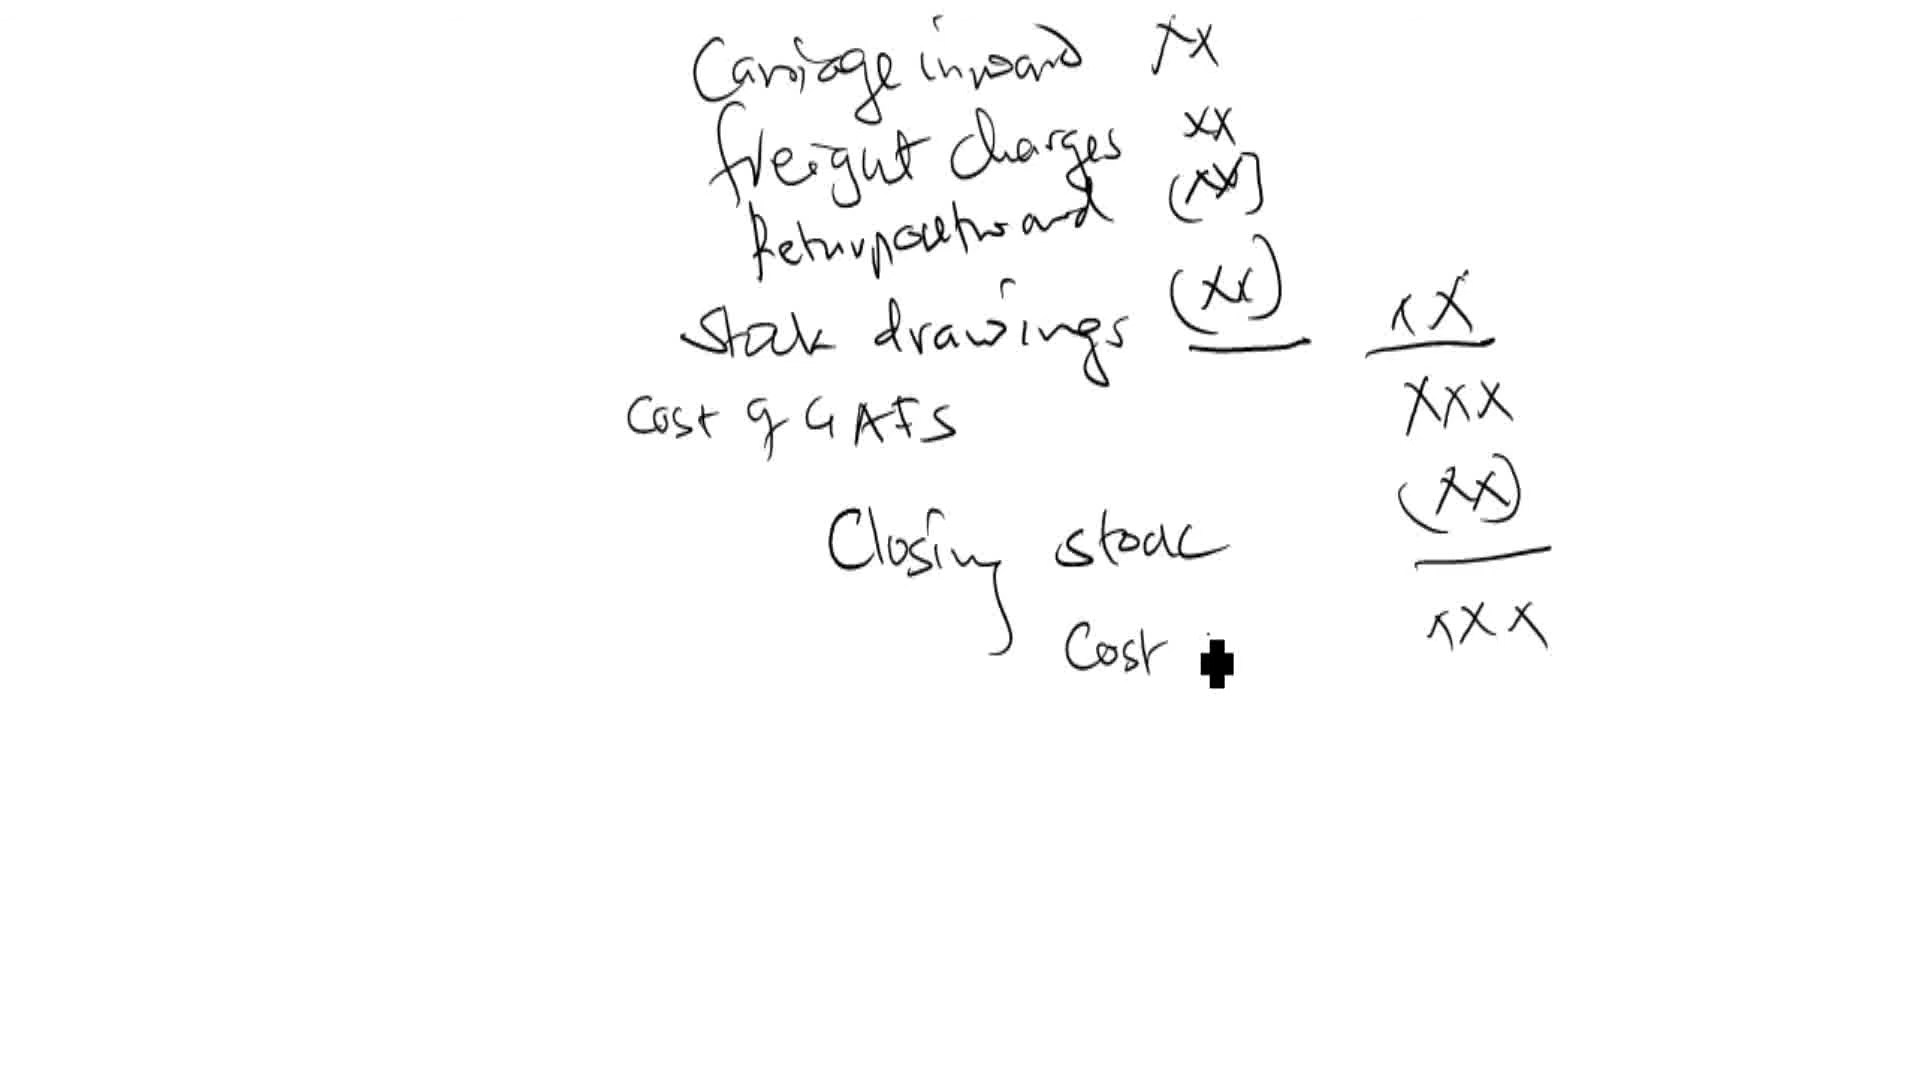 Carriage inward xx
freight charges xx
Return outward (xx)
Stock drawings (xx) xx
Cost of GAFS xxx
Closing stock (xx)
Cost xxx